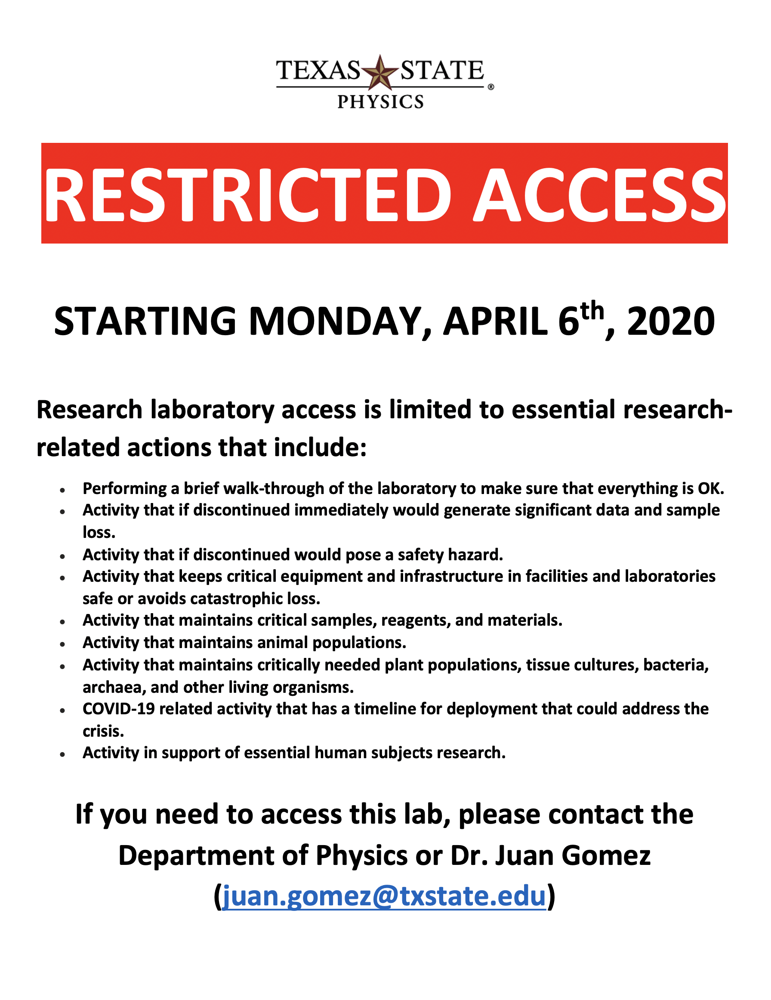 TEXAS STATE ®
PHYSICS
RESTRICTED ACCESS
STARTING MONDAY, APRIL 6th, 2020
Research laboratory access is limited to essential research-
related actions that include:
• Performing a brief walk-through of the laboratory to make sure that everything is OK.
• Activity that if discontinued immediately would generate significant data and sample
loss.
• Activity that if discontinued would pose a safety hazard.
• Activity that keeps critical equipment and infrastructure in facilities and laboratories
safe or avoids catastrophic loss.
• Activity that maintains critical samples, reagents, and materials.
• Activity that maintains animal populations.
• Activity that maintains critically needed plant populations, tissue cultures, bacteria,
archaea, and other living organisms.
• COVID-19 related activity that has a timeline for deployment that could address the
crisis.
• Activity in support of essential human subjects research.
If you need to access this lab, please contact the
Department of Physics or Dr. Juan Gomez
(juan.gomez@txstate.edu)